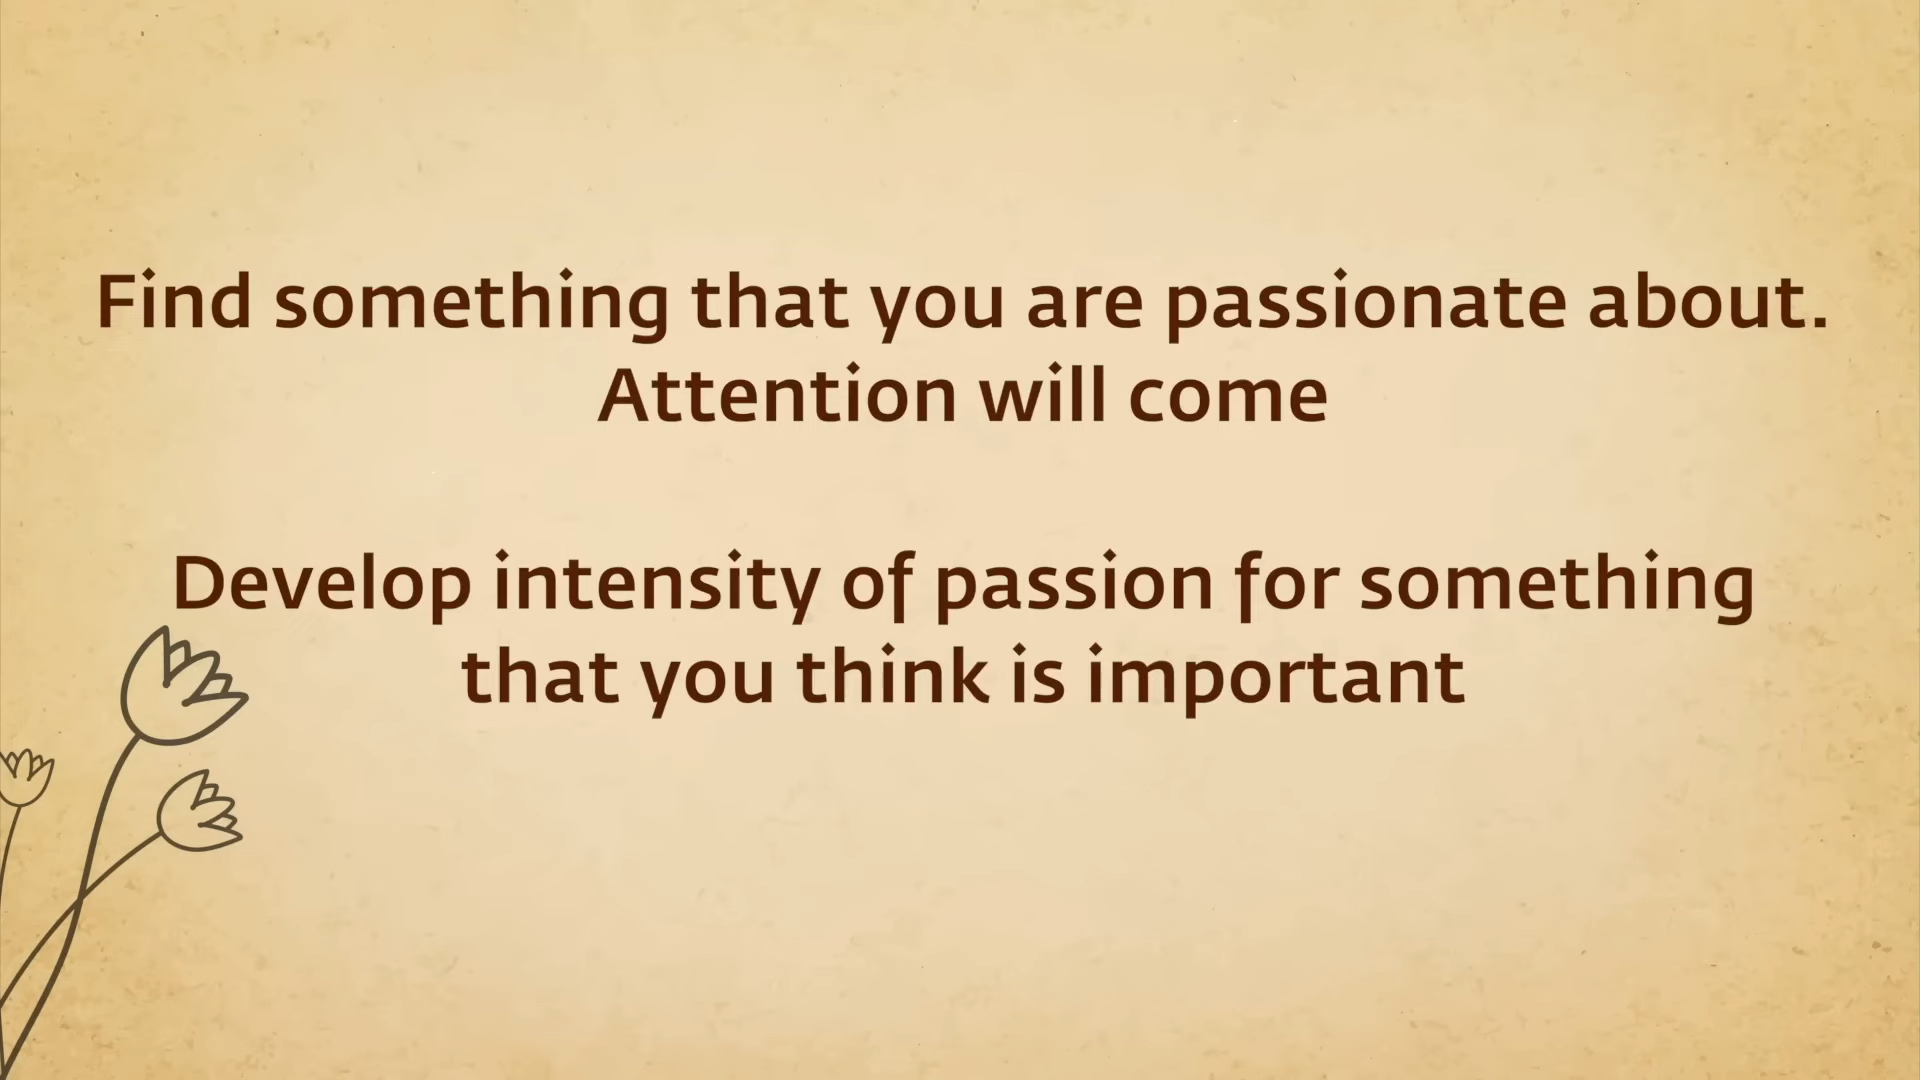 Find something that you are passionate about.
Attention will come
Develop intensity of passion for something
that you think is important